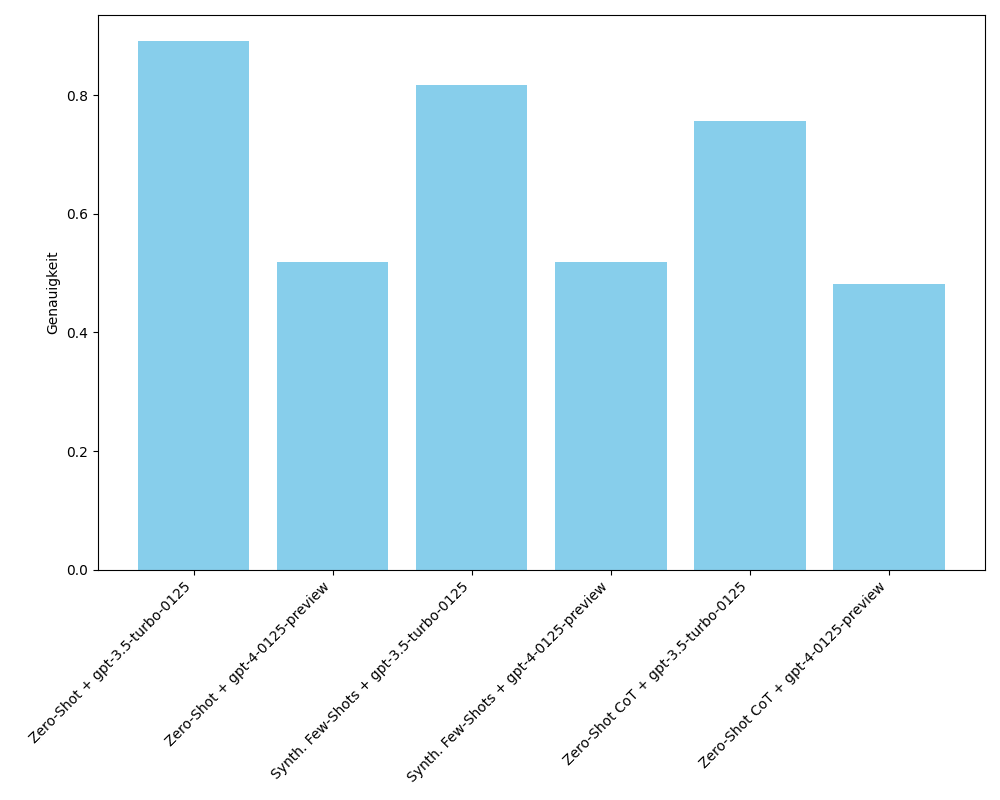 Genauigkeit
0.8
0.6
0.4
0.2
0.0
Zero-Shot + gpt-3.5-turbo-0125
Zero-Shot + gpt-4-0125-preview
Synth. Few-Shots + gpt-3.5-turbo-0125
Synth. Few-Shots + gpt-4-0125-preview
Zero-Shot CoT + gpt-3.5-turbo-0125
Zero-Shot CoT + gpt-4-0125-preview